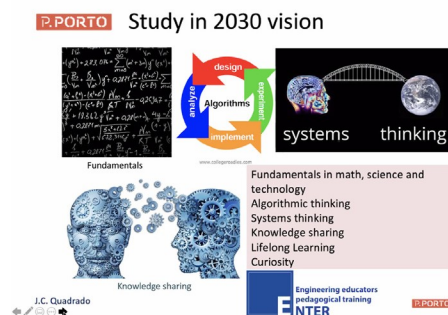 P.PORTO
Study in 2030 vision
design
analyze
Algorithms
experiment
implement
systems thinking
Fundamentals
www.collegereative.com
Fundamentals in math, science and
technology
Algorithmic thinking
Systems thinking
Knowledge sharing
Lifelong Learning
Curiosity
Knowledge sharing
J.C. Quadrado
Engineering educators
pedagogical training
ENTER
P.PORTO